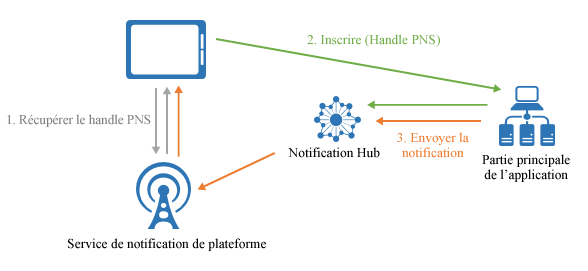 2. Inscrire (Handle PNS)
1. Récupérer le handle PNS
3. Envoyer la
notification
Notification Hub
Partie principale
de l’application
Service de notification de plateforme